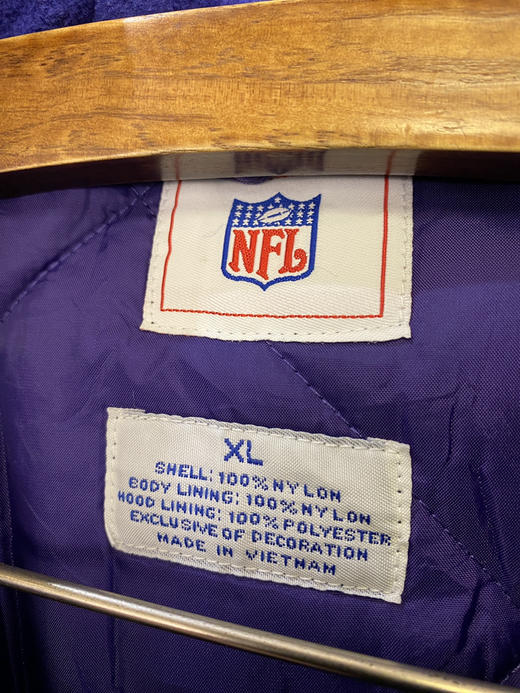 NFL
XL
SHELL: 100% NYLON
BODY LINING: 100% NYLON
HOOD LINING: 100% POLYESTER
EXCLUSIVE OF DECORATION
MADE IN VIETNAM